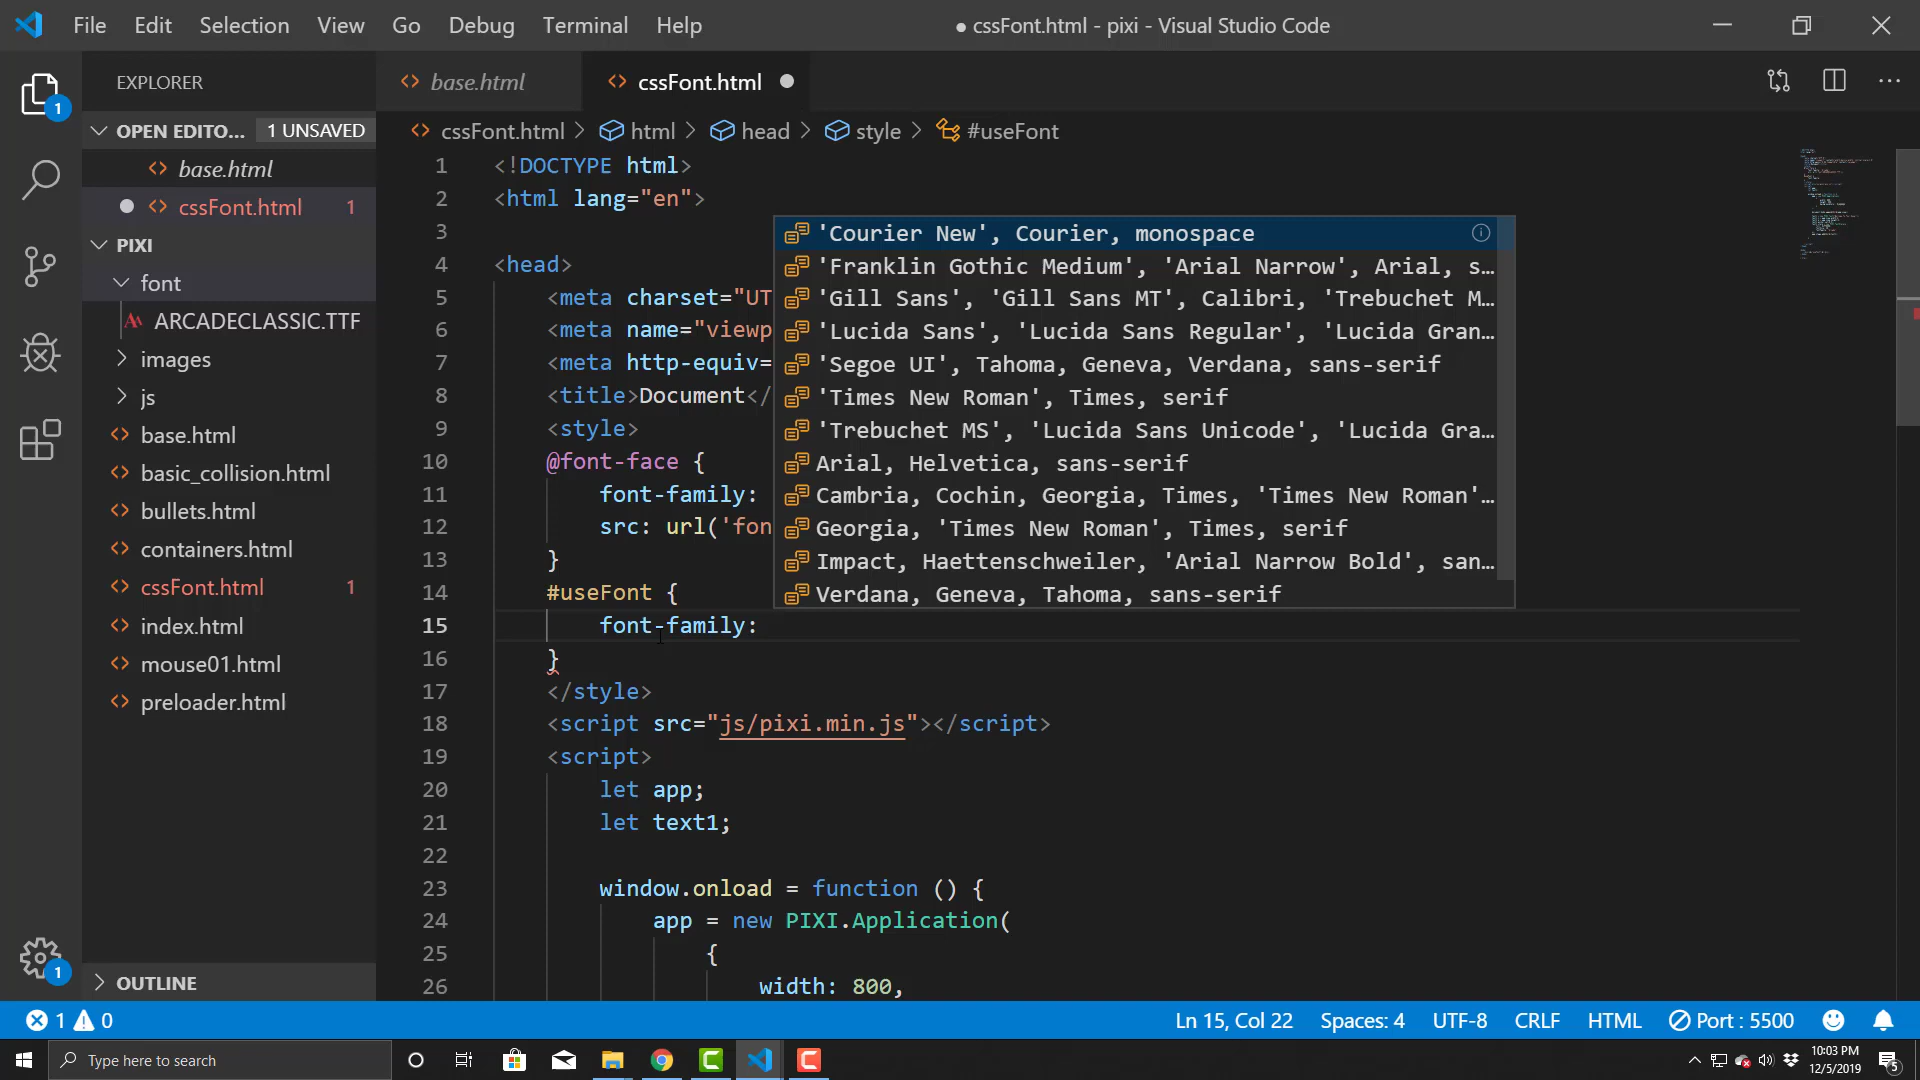 File Edit Selection View Go Debug Terminal Help
● cssFont.html - pixi - Visual Studio Code
EXPLORER
OPEN EDITO... 1 UNSAVED
base.html
cssFont.html 1
PIXI
font
ARCADECLASSIC.TTF
images
js
base.html
basic_collision.html
bullets.html
containers.html
cssFont.html 1
index.html
mouse01.html
preloader.html
OUTLINE
1
1
base.html cssFont.html
cssFont.html > html > head > style > #useFont
1 <!DOCTYPE html>
2 <html lang="en">
3
4 <head>
5 <meta charset="UT
6 <meta name="viewp
7 <meta http-equiv=
8 <title>Document</
9 <style>
10 @font-face {
11 font-family:
12 src: url('fon
13 }
14 #useFont {
15 font-family:
16 }
17 </style>
18 <script src="js/pixi.min.js"></script>
19 <script>
20 let app;
21 let text1;
22
23 window.onload = function () {
24 app = new PIXI.Application(
25 {
26 width: 800,
'Courier New', Courier, monospace
'Franklin Gothic Medium', 'Arial Narrow', Arial, s...
'Gill Sans', 'Gill Sans MT', Calibri, 'Trebuchet M...
'Lucida Sans', 'Lucida Sans Regular', 'Lucida Gran...
'Segoe UI', Tahoma, Geneva, Verdana, sans-serif
'Times New Roman', Times, serif
'Trebuchet MS', 'Lucida Sans Unicode', 'Lucida Gra...
Arial, Helvetica, sans-serif
Cambria, Cochin, Georgia, Times, 'Times New Roman'...
Georgia, 'Times New Roman', Times, serif
Impact, Haettenschweiler, 'Arial Narrow Bold', san...
Verdana, Geneva, Tahoma, sans-serif
1 0
Ln 15, Col 22 Spaces: 4 UTF-8 CRLF HTML Port : 5500
Type here to search
10:03 PM
12/5/2019
5